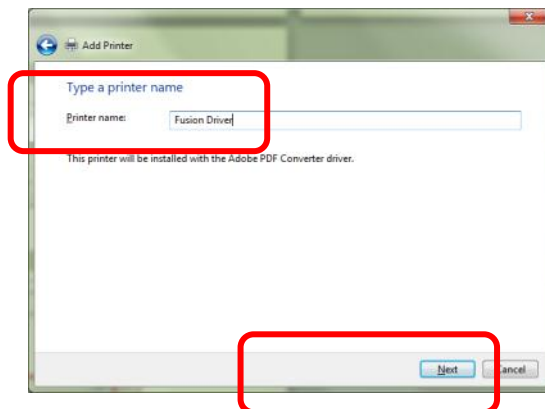 Add Printer
Type a printer name
Printer name: Fusion Driver
This printer will be installed with the Adobe PDF Converter driver.
Next Cancel